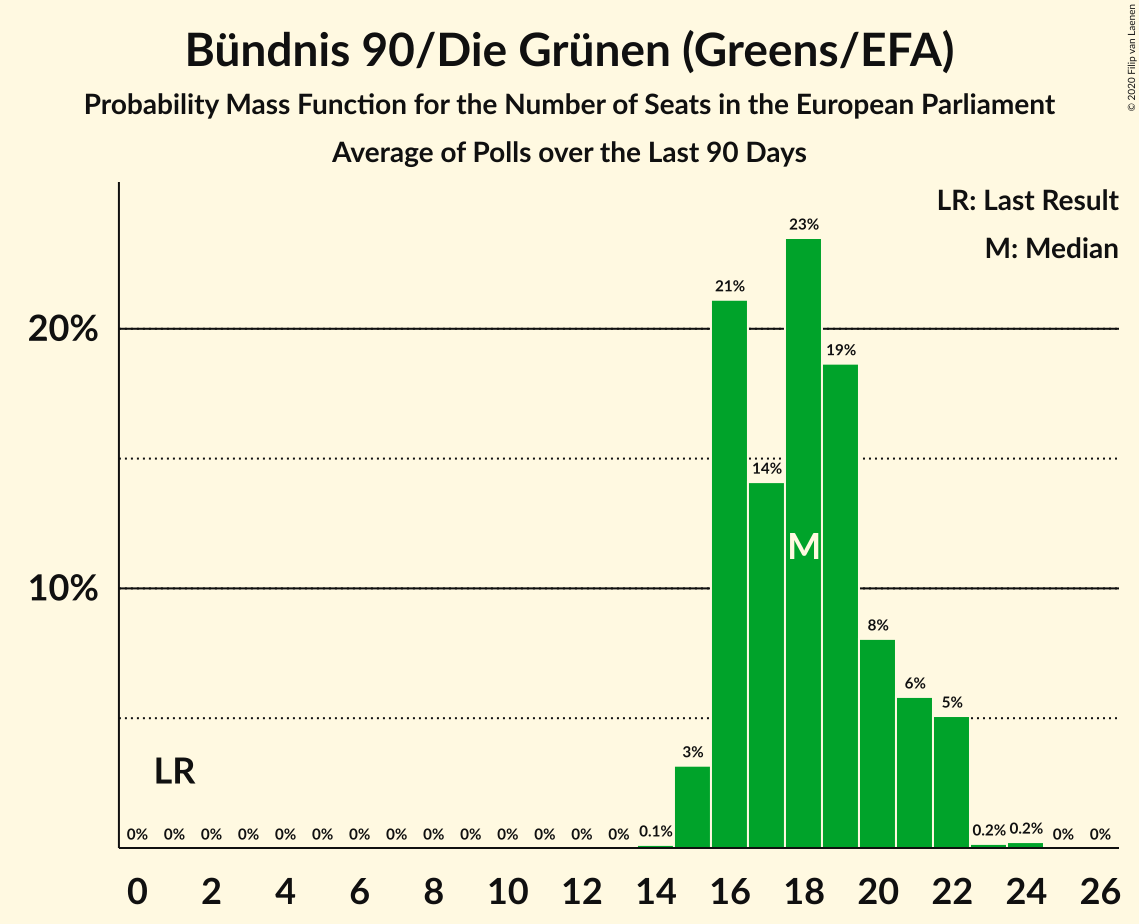 Bündnis 90/Die Grünen (Greens/EFA)
Probability Mass Function for the Number of Seats in the European Parliament
Average of Polls over the Last 90 Days
© 2020 Filip van Laenen
LR: Last Result
M: Median
20%
10%
23%
21%
19%
14%
M
8%
6%
5%
3%
LR
0% 0% 0% 0% 0% 0% 0% 0% 0% 0% 0% 0% 0% 0% 0.1% 0.2% 0.2% 0% 0%
0 2 4 6 8 10 12 14 16 18 20 22 24 26